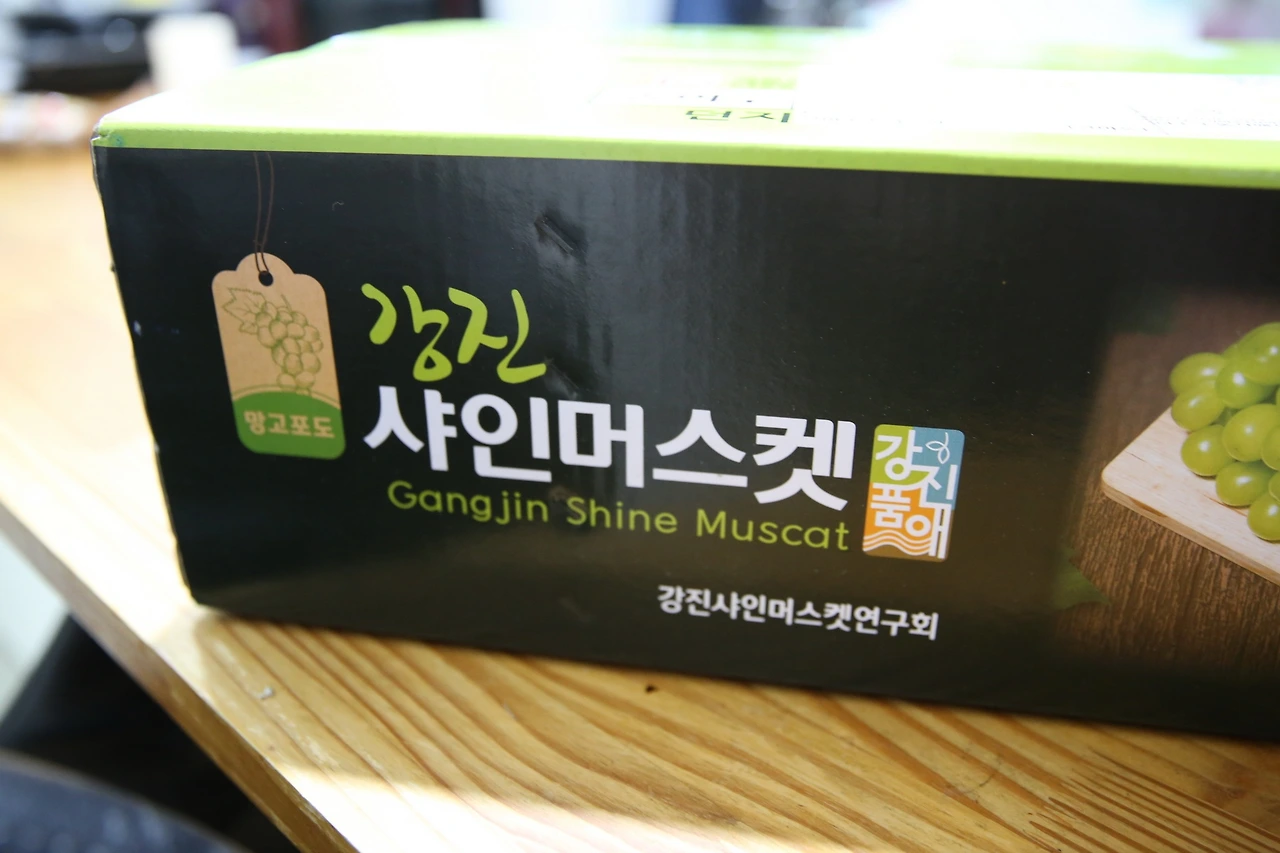 망고포도
강진
샤인머스켓
Gangjin Shine Muscat
강진
품애
강진샤인머스켓연구회